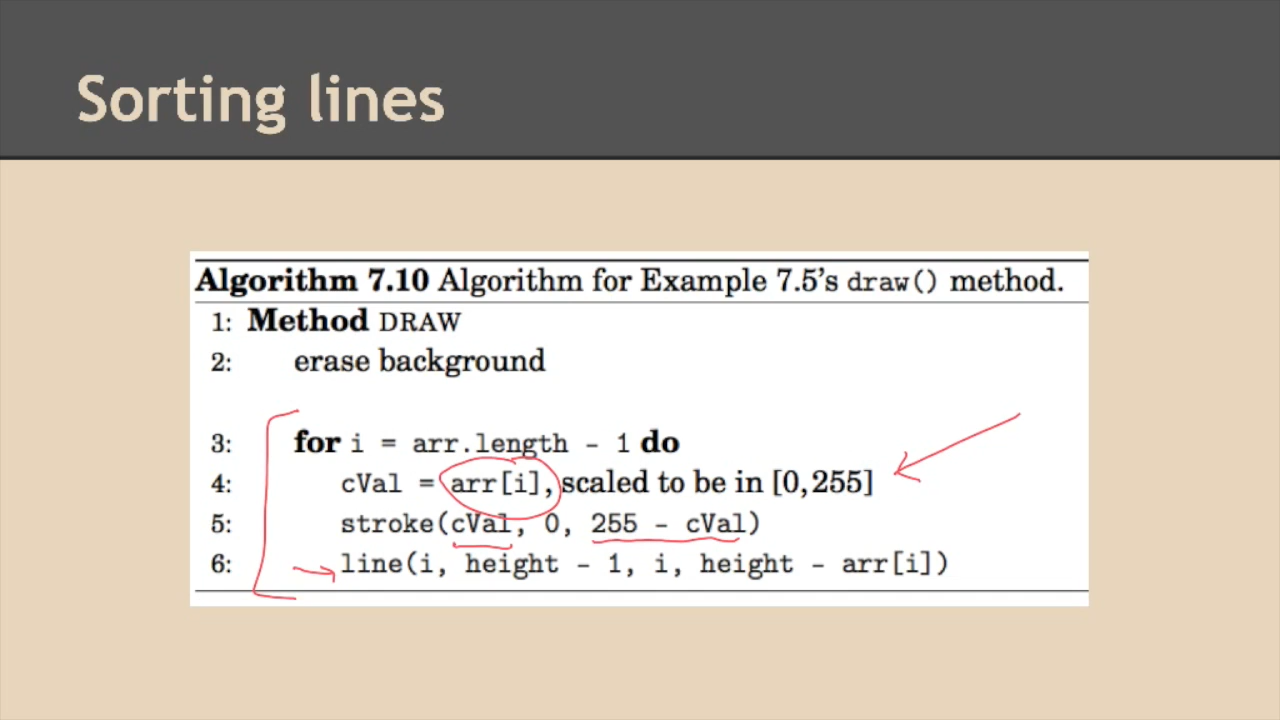 Sorting lines
Algorithm 7.10 Algorithm for Example 7.5's draw() method.
1: Method DRAW
2: erase background
3: for i = arr.length - 1 do
4: cVal = arr[i], scaled to be in [0,255]
5: stroke(cVal, 0, 255 - cVal)
6: line(i, height - 1, i, height - arr[i])